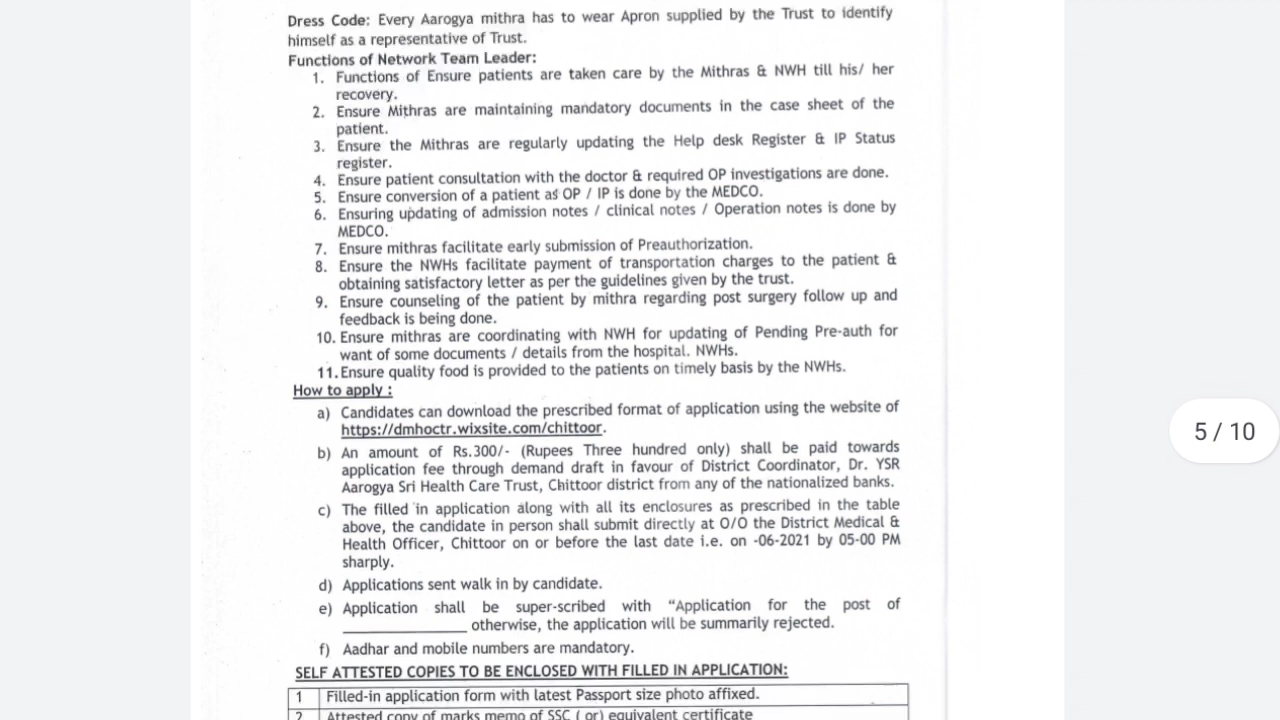 Dress Code: Every Aarogya mithra has to wear Apron supplied by the Trust to identify
himself as a representative of Trust.
Functions of Network Team Leader:
1. Functions of Ensure patients are taken care by the Mithras & NWH till his/ her
recovery.
2. Ensure Mithras are maintaining mandatory documents in the case sheet of the
patient.
3. Ensure the Mithras are regularly updating the Help desk Register & IP Status
register.
4. Ensure patient consultation with the doctor & required OP investigations are done.
5. Ensure conversion of a patient as OP / IP is done by the MEDCO.
6. Ensuring updating of admission notes / clinical notes / Operation notes is done by
MEDCO.
7. Ensure mithras facilitate early submission of Preauthorization.
8. Ensure the NWHs facilitate payment of transportation charges to the patient &
obtaining satisfactory letter as per the guidelines given by the trust.
9. Ensure counseling of the patient by mithra regarding post surgery follow up and
feedback is being done.
10. Ensure mithras are coordinating with NWH for updating of Pending Pre-auth for
want of some documents / details from the hospital. NWHs.
11. Ensure quality food is provided to the patients on timely basis by the NWHs.
How to apply :
a) Candidates can download the prescribed format of application using the website of
https://dmhoctr.wixsite.com/chittoor.
b) An amount of Rs.300/- (Rupees Three hundred only) shall be paid towards
application fee through demand draft in favour of District Coordinator, Dr. YSR
Aarogya Sri Health Care Trust, Chittoor district from any of the nationalized banks.
c) The filled in application along with all its enclosures as prescribed in the table
above, the candidate in person shall submit directly at O/O the District Medical &
Health Officer, Chittoor on or before the last date i.e. on -06-2021 by 05-00 PM
sharply.
d) Applications sent walk in by candidate.
e) Application shall be super-scribed with “Application for the post of
______________ otherwise, the application will be summarily rejected.
f) Aadhar and mobile numbers are mandatory.
SELF ATTESTED COPIES TO BE ENCLOSED WITH FILLED IN APPLICATION:
1 Filled-in application form with latest Passport size photo affixed.
2 Attested copy of marks memo of SSC ( or) equivalent certificate
5 / 10